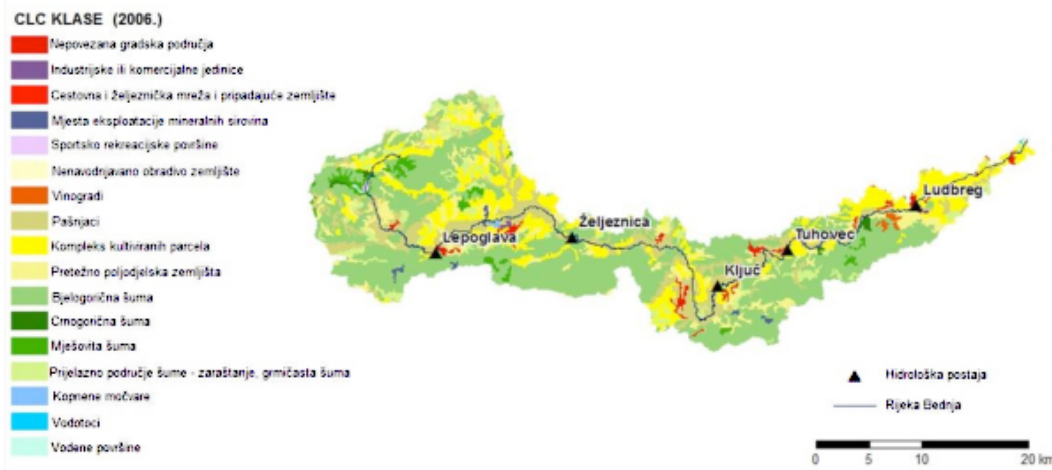 CLC KLASE (2006.)
Nepovezana gradska područja
Industrijske ili komercijalne jedinice
Cestovna i željeznička mreža i pripadajuće zemljište
Mjesta eksploatacije mineralnih sirovina
Sportsko rekreacijske površine
Nenavodnjavano obradivo zemljište
Vinogradi
Pašnjaci
Kompleks kultiviranih parcela
Pretežno poljodjelska zemljišta
Bjelogorična šuma
Crnogorična šuma
Mješovita šuma
Prijelazno područje šume - zaraštanje, grmičasta šuma
Kopnene močvare
Vodotoci
Vodene površine
Lepoglava
Željeznica
Ključ
Tuhovec
Ludbreg
Hidrološka postaja
Rijeka Bednja
0 5 10 20 km